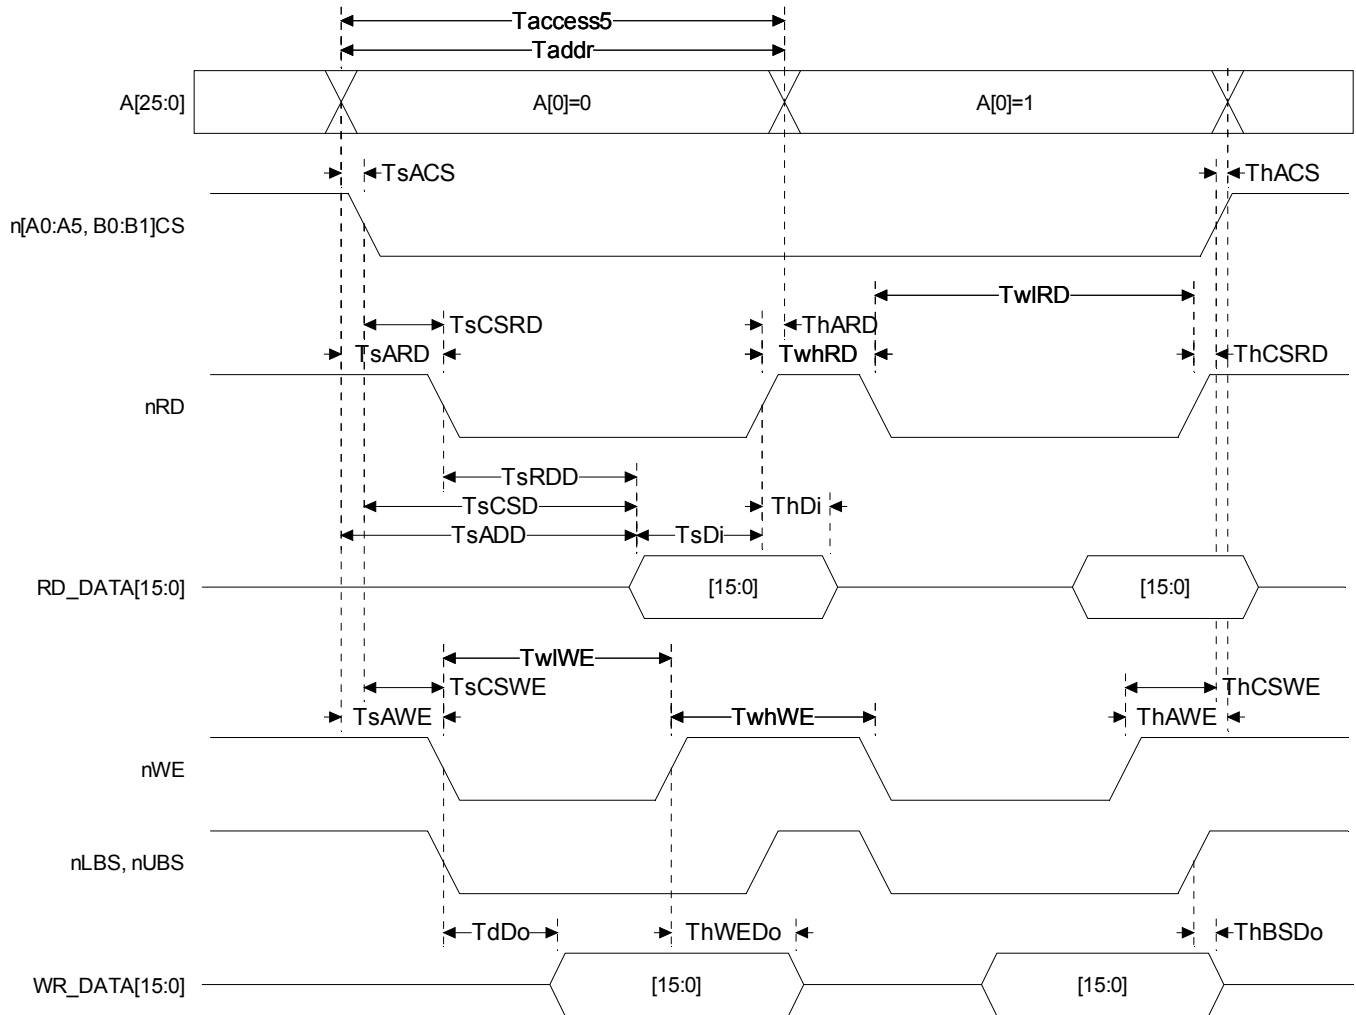 Taccess5
Taddr
A[25:0]
A[0]=0
A[0]=1
TsACS
ThACS
n[A0:A5, B0:B1]CS
TwlRD
TsCSRD
ThARD
TsARD
TwhRD
ThCSRD
nRD
TsRDD
TsCSD
ThDi
TsADD
TsDi
RD_DATA[15:0]
[15:0]
[15:0]
TwlWE
TsCSWE
ThCSWE
TsAWE
TwhWE
ThAWE
nWE
nLBS, nUBS
TdDo
ThWEDo
ThBSDo
WR_DATA[15:0]
[15:0]
[15:0]